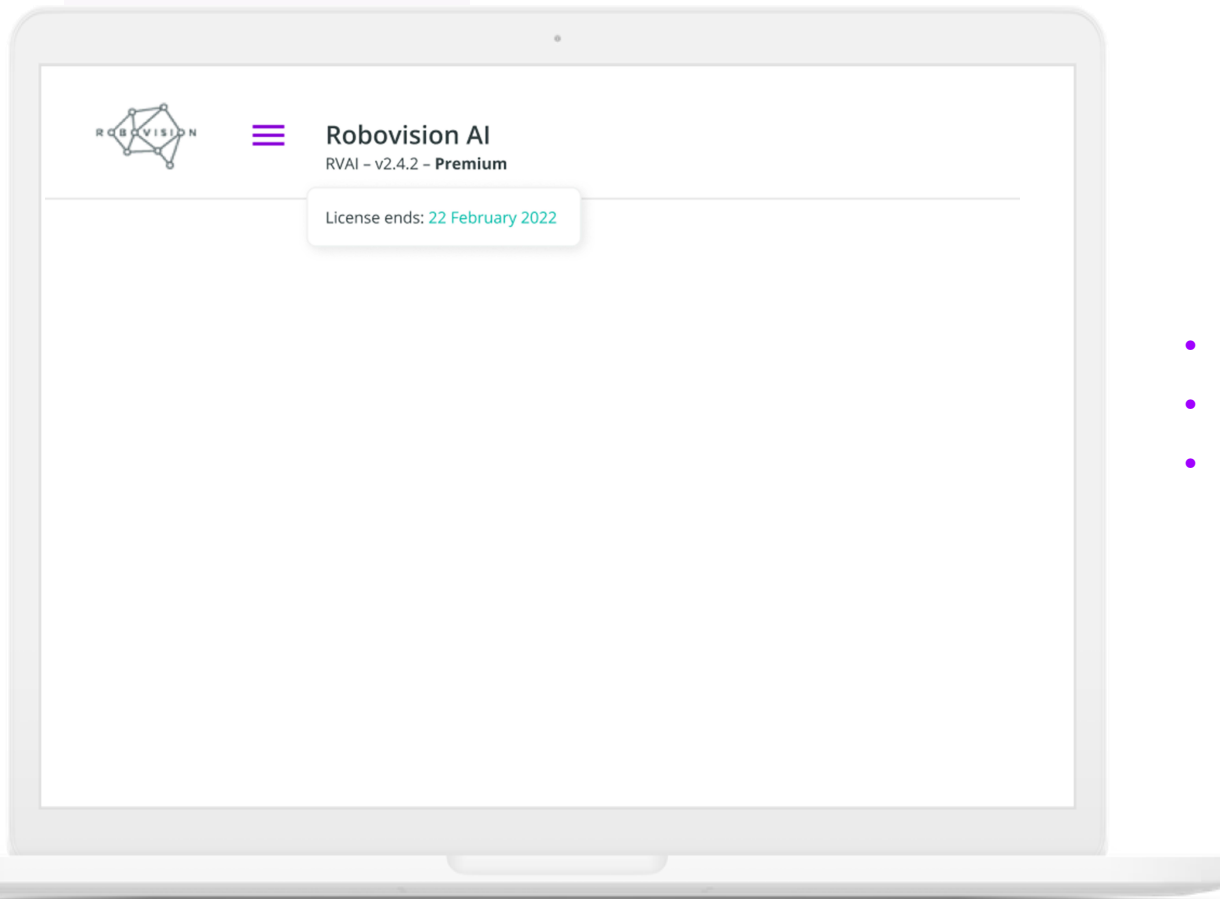 ROBOVISION
Robovision AI
RVAI – v2.4.2 – Premium
License ends: 22 February 2022